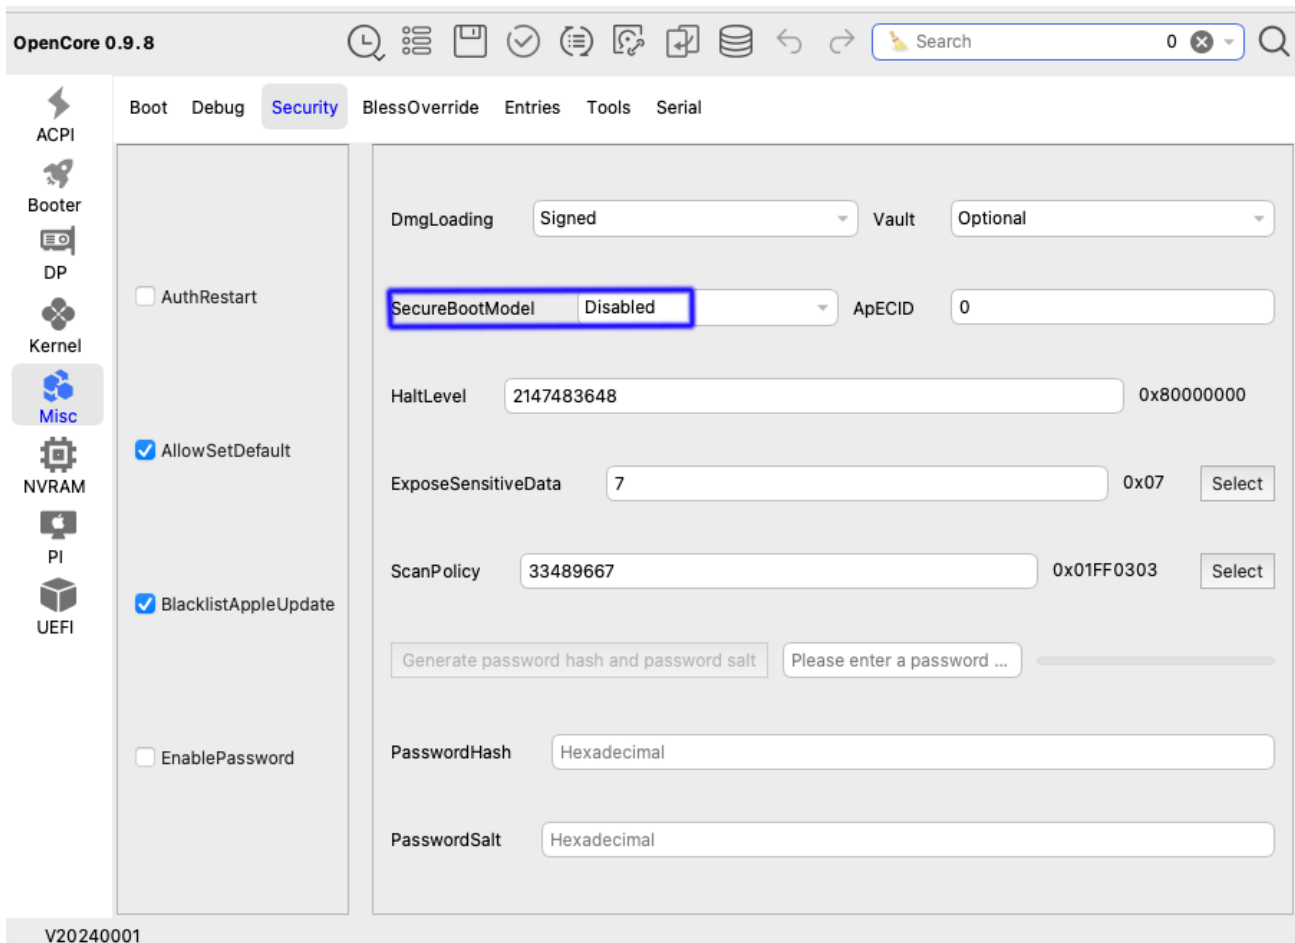 OpenCore 0.9.8
Search 0
ACPI
Booter
DP
Kernel
Misc
NVRAM
PI
UEFI
Boot Debug Security BlessOverride Entries Tools Serial
AuthRestart
AllowSetDefault
BlacklistAppleUpdate
EnablePassword
DmgLoading Signed Vault Optional
SecureBootModel Disabled ApECID 0
HaltLevel 2147483648 0x80000000
ExposeSensitiveData 7 0x07 Select
ScanPolicy 33489667 0x01FF0303 Select
Generate password hash and password salt Please enter a password ...
PasswordHash Hexadecimal
PasswordSalt Hexadecimal
V20240001